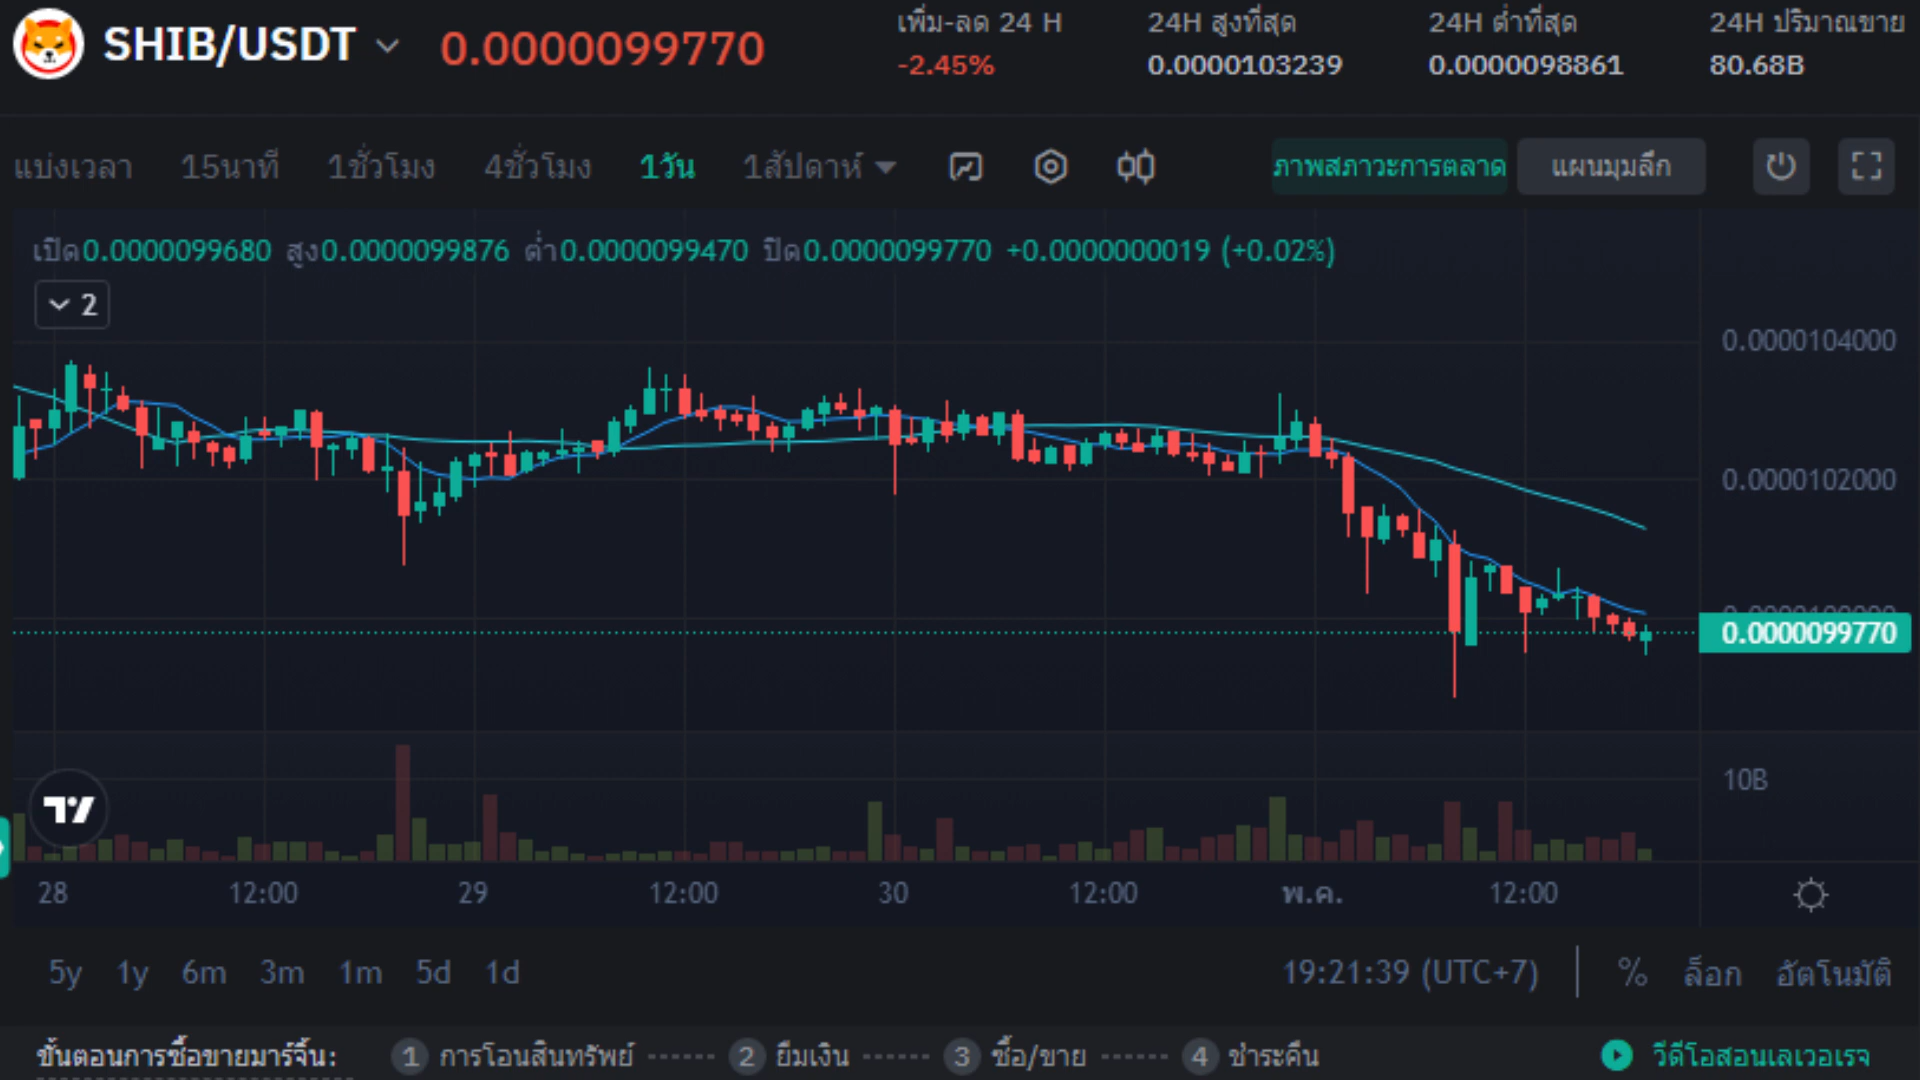 SHIB/USDT 0.0000099770
เพิ่ม-ลด 24 H 24H สูงที่สุด 24H ต่ำที่สุด 24H ปริมาณขาย
-2.45% 0.0000103239 0.0000098861 80.68B
แบ่งเวลา 15นาที 1ชั่วโมง 4ชั่วโมง 1วัน 1สัปดาห์ ภาพสภาวะการตลาด แผนมุมลึก
เปิด0.0000099680 สูง0.0000099876 ต่ำ0.0000099470 ปิด0.0000099770 +0.0000000019 (+0.02%)
2
0.0000104000
0.0000102000
0.0000099770
10B
28 12:00 29 12:00 30 12:00 พ.ค. 12:00
5y 1y 6m 3m 1m 5d 1d 19:21:39 (UTC+7) % ล็อก อัตโนมัติ
ขั้นตอนการซื้อขายมาร์จิ้น: 1 การโอนสินทรัพย์ 2 ยืมเงิน 3 ซื้อ/ขาย 4 ชำระคืน วีดีโอสอนเลเวอเรจ